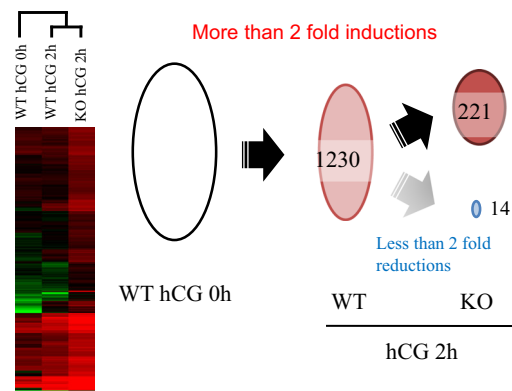 More than 2 fold inductions
WT hCG 0h
WT hCG 2h
KO hCG 2h
1230
221
14
Less than 2 fold
reductions
WT hCG 0h
WT
KO
hCG 2h